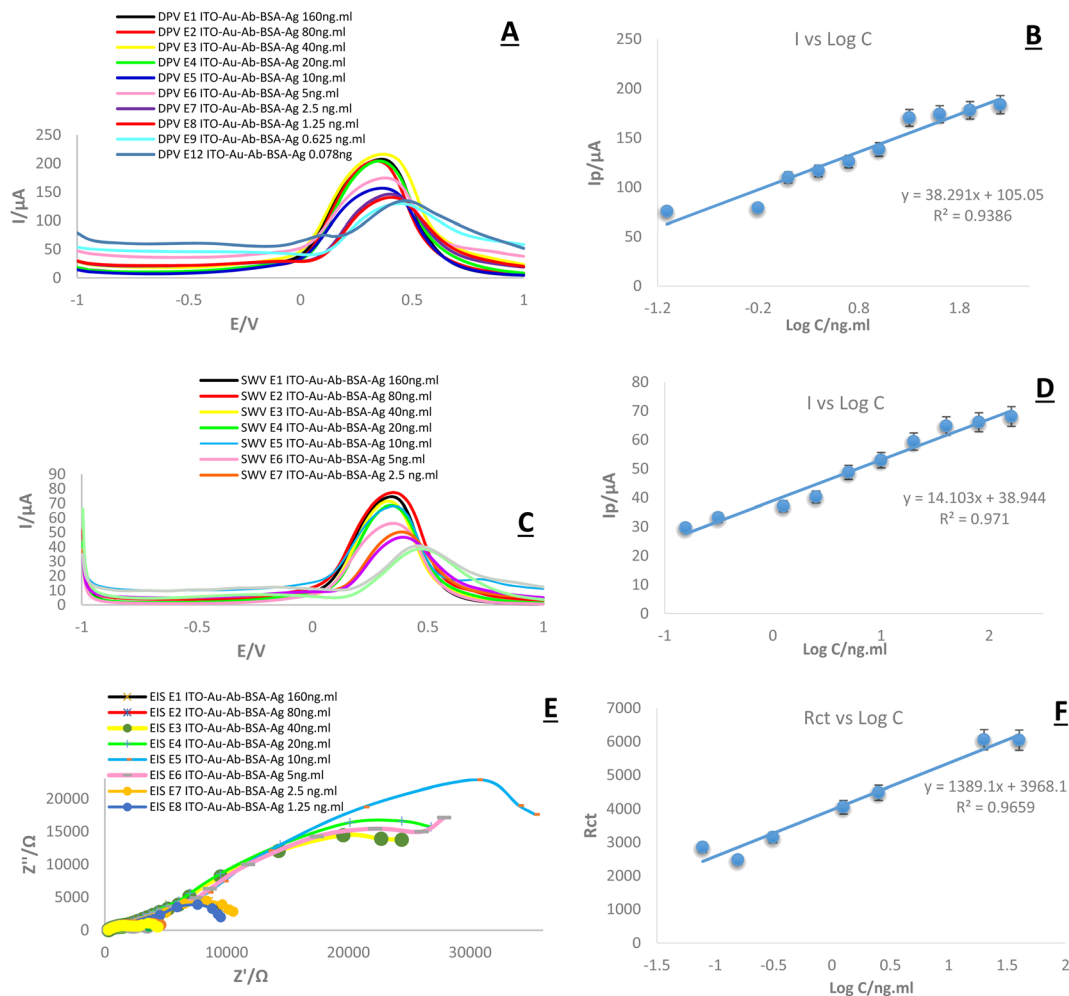 DPV E1 ITO-Au-Ab-BSA-Ag 160ng.ml
DPV E2 ITO-Au-Ab-BSA-Ag 80ng.ml
DPV E3 ITO-Au-Ab-BSA-Ag 40ng.ml
DPV E4 ITO-Au-Ab-BSA-Ag 20ng.ml
DPV E5 ITO-Au-Ab-BSA-Ag 10ng.ml
DPV E6 ITO-Au-Ab-BSA-Ag 5ng.ml
DPV E7 ITO-Au-Ab-BSA-Ag 2.5 ng.ml
DPV E8 ITO-Au-Ab-BSA-Ag 1.25 ng.ml
DPV E9 ITO-Au-Ab-BSA-Ag 0.625 ng.ml
DPV E12 ITO-Au-Ab-BSA-Ag 0.078ng
A
250
200
150
100
50
0
I/µA
-1
-0.5
0
0.5
1
E/V
I vs Log C
B
250
200
150
100
50
0
Ip/µA
y = 38.291x + 105.05
R² = 0.9386
-1.2
-0.2
0.8
1.8
Log C/ng.ml
SWV E1 ITO-Au-Ab-BSA-Ag 160ng.ml
SWV E2 ITO-Au-Ab-BSA-Ag 80ng.ml
SWV E3 ITO-Au-Ab-BSA-Ag 40ng.ml
SWV E4 ITO-Au-Ab-BSA-Ag 20ng.ml
SWV E5 ITO-Au-Ab-BSA-Ag 10ng.ml
SWV E6 ITO-Au-Ab-BSA-Ag 5ng.ml
SWV E7 ITO-Au-Ab-BSA-Ag 2.5 ng.ml
C
90
80
70
60
50
40
30
20
10
0
I/µA
-1
-0.5
0
0.5
1
E/V
I vs Log C
D
80
70
60
50
40
30
20
10
0
Ip/µA
y = 14.103x + 38.944
R² = 0.971
-1
0
1
2
Log C/ng.ml
EIS E1 ITO-Au-Ab-BSA-Ag 160ng.ml
EIS E2 ITO-Au-Ab-BSA-Ag 80ng.ml
EIS E3 ITO-Au-Ab-BSA-Ag 40ng.ml
EIS E4 ITO-Au-Ab-BSA-Ag 20ng.ml
EIS E5 ITO-Au-Ab-BSA-Ag 10ng.ml
EIS E6 ITO-Au-Ab-BSA-Ag 5ng.ml
EIS E7 ITO-Au-Ab-BSA-Ag 2.5 ng.ml
EIS E8 ITO-Au-Ab-BSA-Ag 1.25 ng.ml
E
20000
15000
10000
5000
0
Z''/Ω
0
10000
20000
30000
Z'/Ω
Rct vs Log C
F
7000
6000
5000
4000
3000
2000
1000
0
Rct
y = 1389.1x + 3968.1
R² = 0.9659
-1.5
-1
-0.5
0
0.5
1
1.5
2
Log C/ng.ml